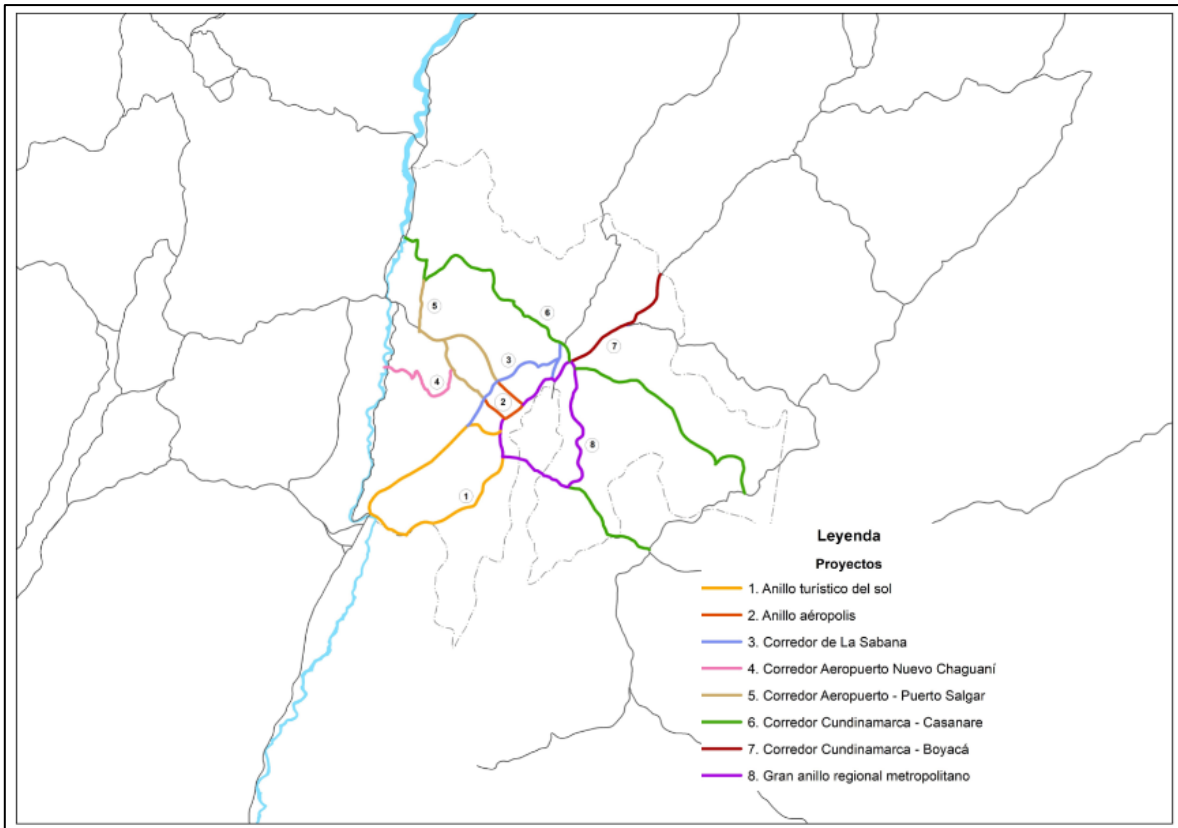 5
6
7
3
4
2
8
1
Leyenda
Proyectos
1. Anillo turístico del sol
2. Anillo aéropolis
3. Corredor de La Sabana
4. Corredor Aeropuerto Nuevo Chaguaní
5. Corredor Aeropuerto - Puerto Salgar
6. Corredor Cundinamarca - Casanare
7. Corredor Cundinamarca - Boyacá
8. Gran anillo regional metropolitano